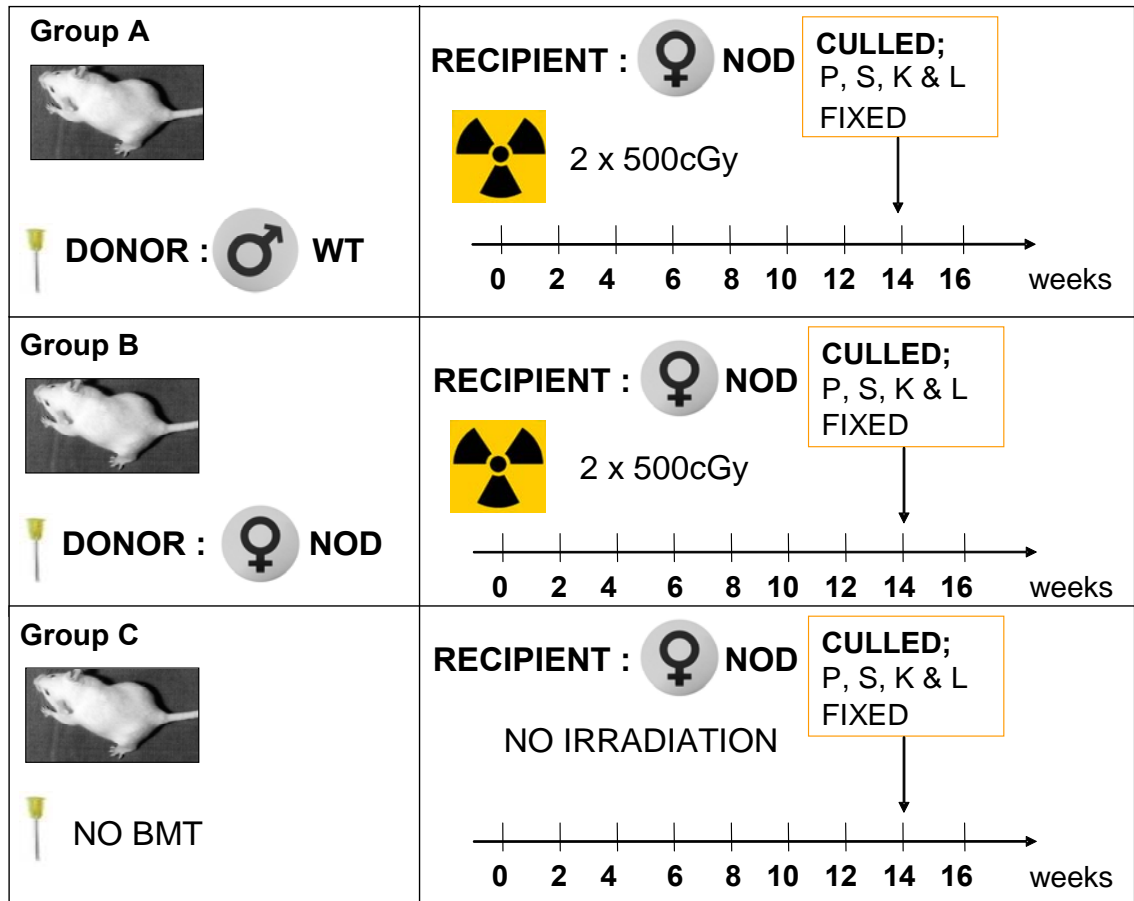 Group A
DONOR : WT
RECIPIENT : NOD
CULLED;
P, S, K & L
FIXED
2 x 500cGy
0 2 4 6 8 10 12 14 16 weeks
Group B
DONOR : NOD
RECIPIENT : NOD
CULLED;
P, S, K & L
FIXED
2 x 500cGy
0 2 4 6 8 10 12 14 16 weeks
Group C
NO BMT
RECIPIENT : NOD
CULLED;
P, S, K & L
FIXED
NO IRRADIATION
0 2 4 6 8 10 12 14 16 weeks